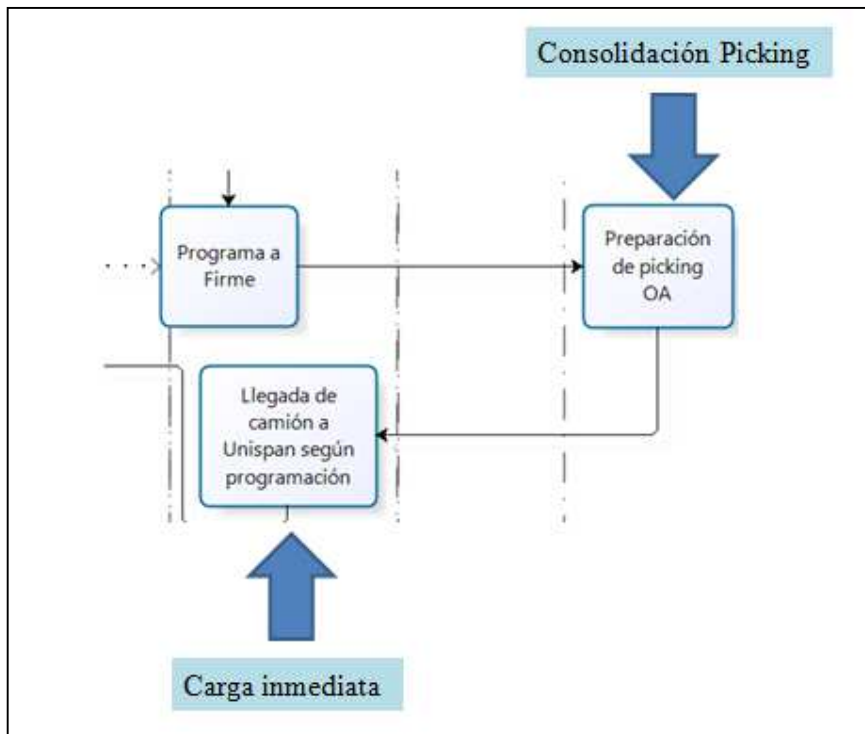 Consolidación Picking
Programa a
Firme
Preparación
de picking
OA
Llegada de
camión a
Unispan según
programación
Carga inmediata